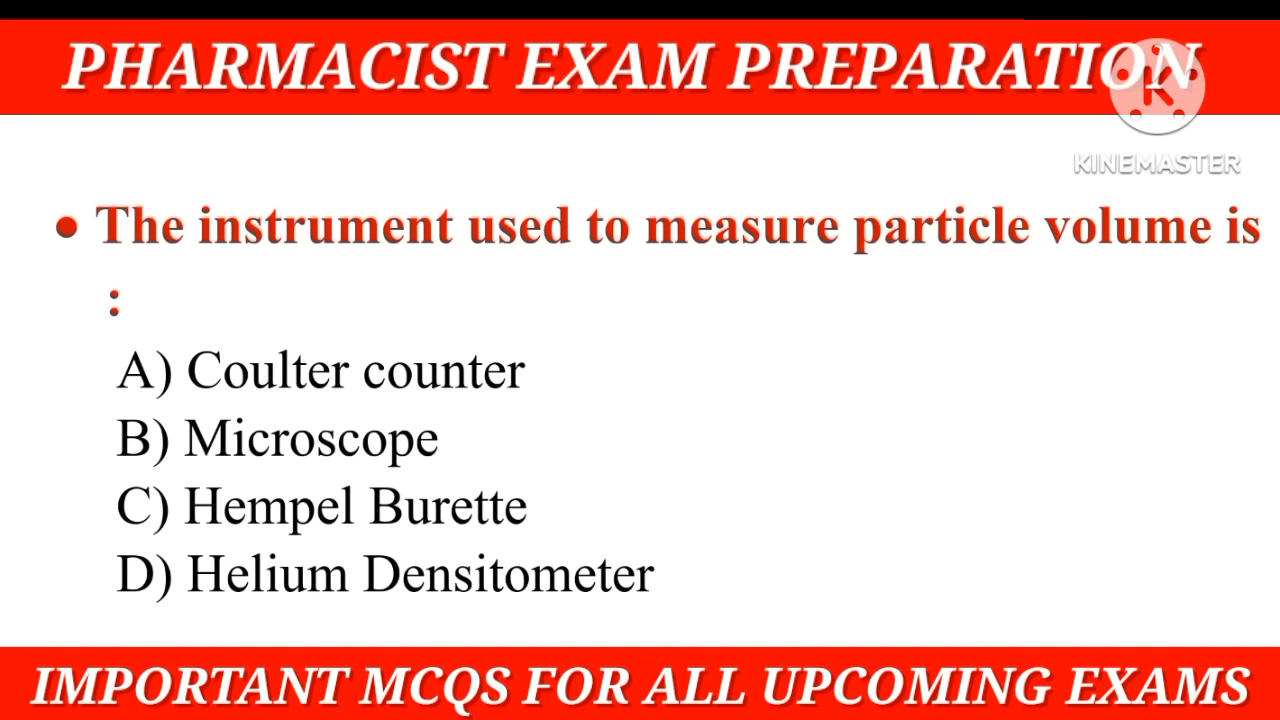 PHARMACIST EXAM PREPARATION
K
KINEMASTER
• The instrument used to measure particle volume is
:
A) Coulter counter
B) Microscope
C) Hempel Burette
D) Helium Densitometer
IMPORTANT MCQS FOR ALL UPCOMING EXAMS